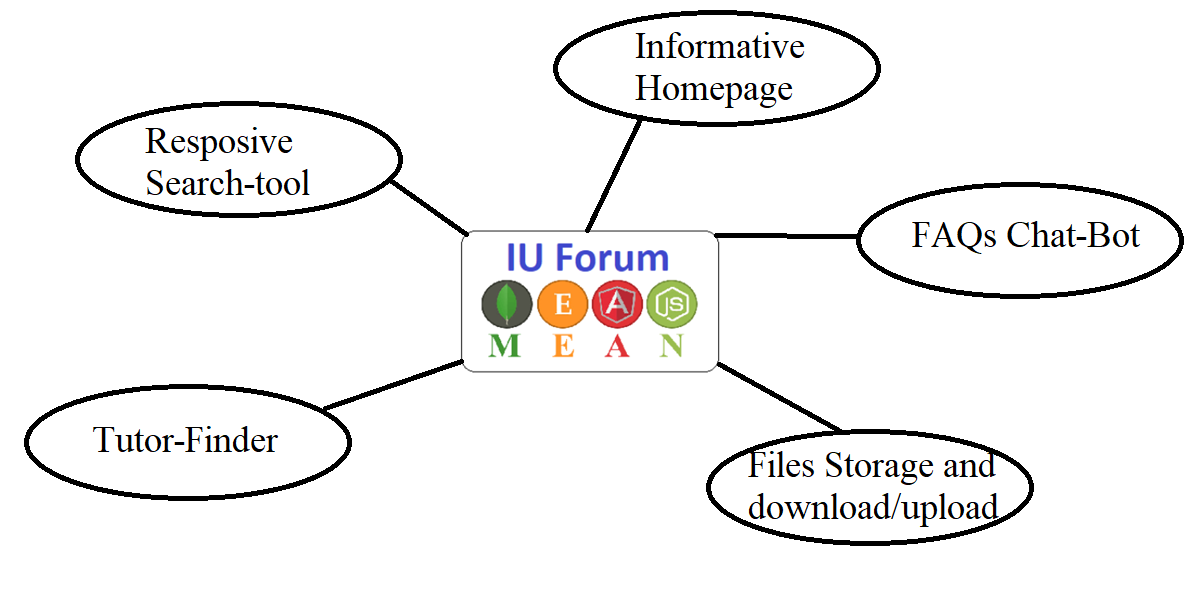 Informative
Homepage
Resposive
Search-tool
FAQs Chat-Bot
IU Forum
E
A
JS
M E A N
Tutor-Finder
Files Storage and
download/upload